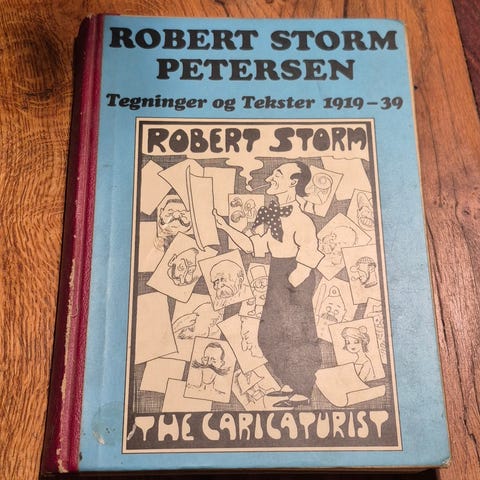 ROBERT STORM
PETERSEN
Tegninger og Tekster 1919–39
ROBERT STORM
THE CARICATURIST